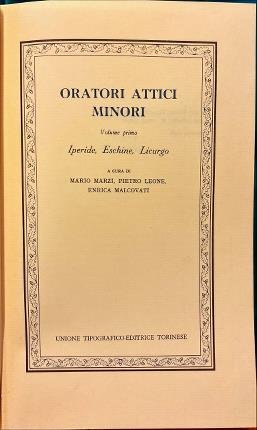 ORATORI ATTICI
MINORI
Volume primo
Iperide, Eschine, Licurgo
A CURA DI
MARIO MARZI, PIETRO LEONE,
ENRICA MALCOVATI
UNIONE TIPOGRAFICO-EDITRICE TORINESE